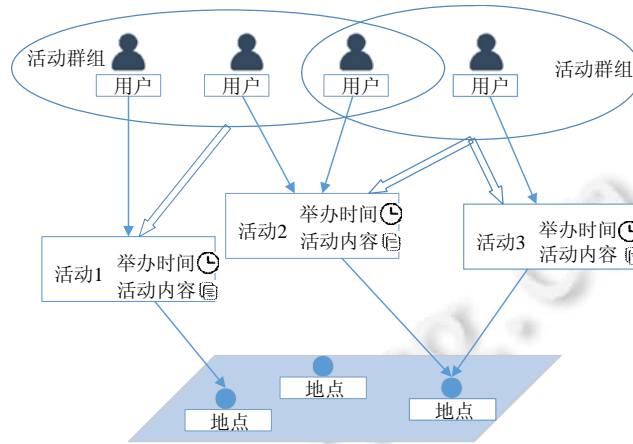 活动群组
用户
用户
用户
用户
活动群组
活动1
举办时间
活动内容
活动2
举办时间
活动内容
活动3
举办时间
活动内容
地点
地点
地点